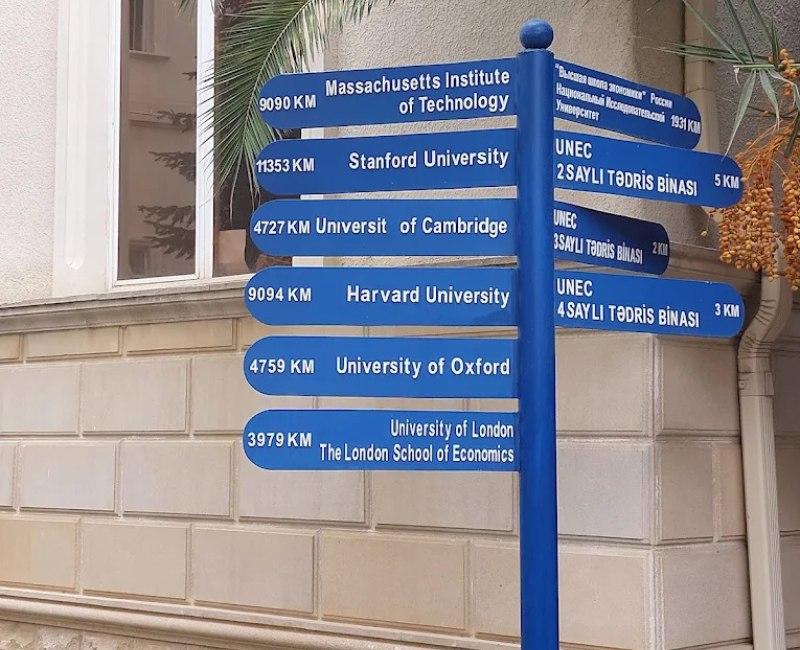 9090 KM Massachusetts Institute
of Technology
11353 KM Stanford University
4727 KM Universit of Cambridge
9094 KM Harvard University
4759 KM University of Oxford
3979 KM University of London
The London School of Economics
"Высшая школа экономики" России
Национальный Исследовательский
Университет 1931 KM
UNEC
2 SAYLI TƏDRİS BİNASI 5 KM
UNEC
3 SAYLI TƏDRİS BİNASI 2 KM
UNEC
4 SAYLI TƏDRİS BİNASI 3 KM